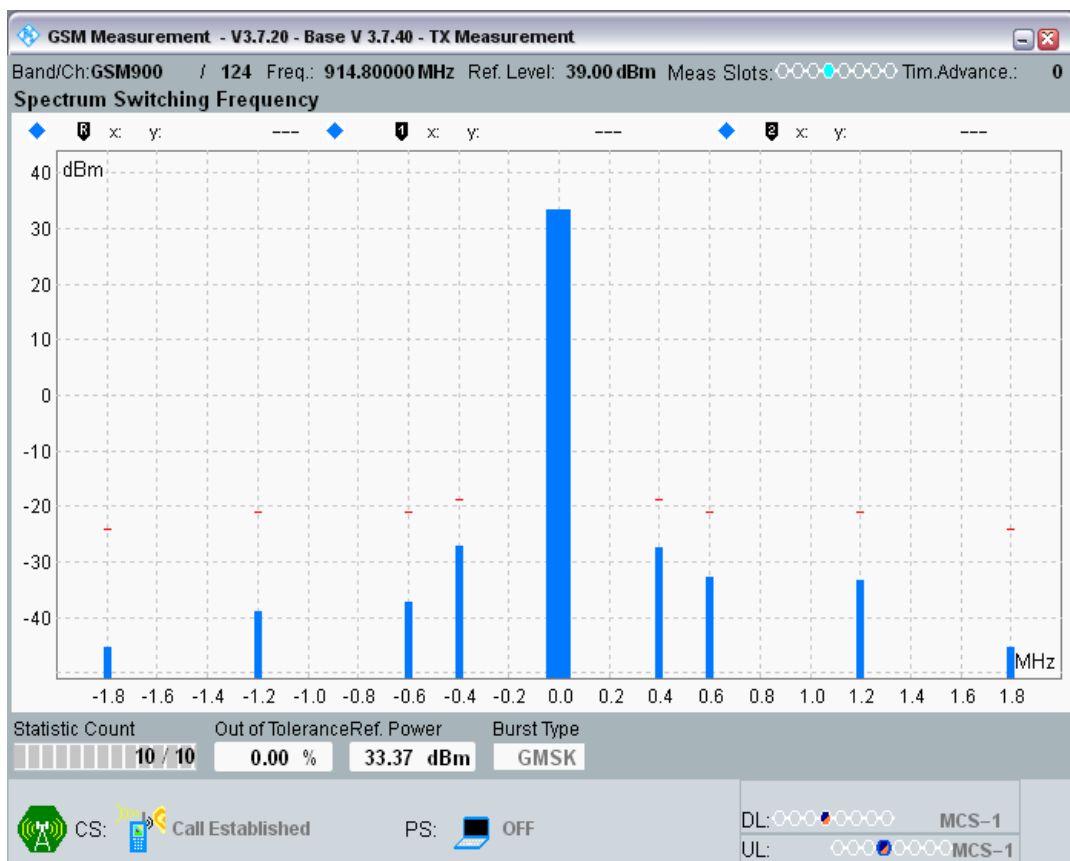 GSM Measurement - V3.7.20 - Base V 3.7.40 - TX Measurement
Band/Ch:GSM900 / 124 Freq.: 914.80000 MHz Ref. Level: 39.00 dBm Meas Slots: Tim.Advance.: 0
Spectrum Switching Frequency
R x: y: --- 1 x: y: --- 2 x: y: ---
dBm
40
30
20
10
0
-10
-20
-30
-40
MHz
-1.8 -1.6 -1.4 -1.2 -1.0 -0.8 -0.6 -0.4 -0.2 0.0 0.2 0.4 0.6 0.8 1.0 1.2 1.4 1.6 1.8
Statistic Count Out of Tolerance Ref. Power Burst Type
10 / 10 0.00 % 33.37 dBm GMSK
CS: Call Established PS: OFF DL: MCS-1
UL: MCS-1